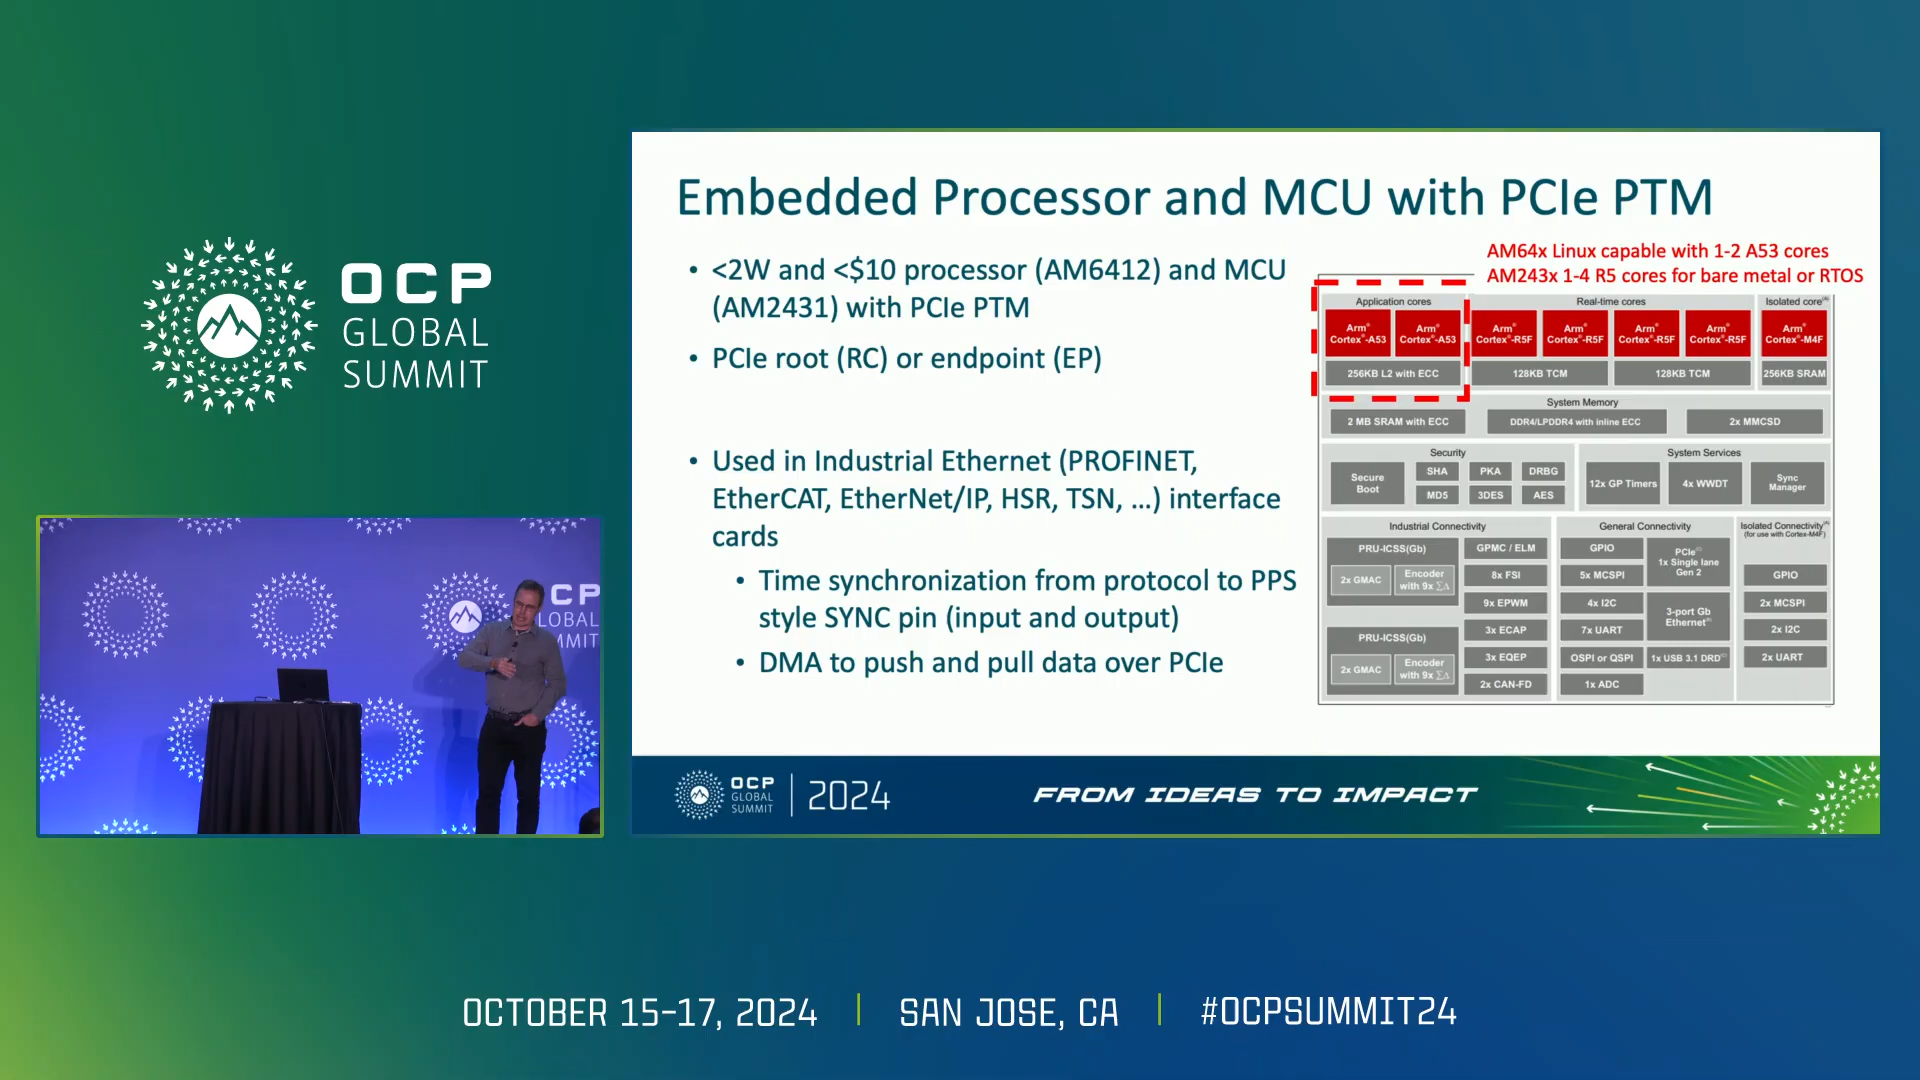 OCP
GLOBAL
SUMMIT
Embedded Processor and MCU with PCIe PTM
• <2W and <$10 processor (AM6412) and MCU
(AM2431) with PCIe PTM
• PCIe root (RC) or endpoint (EP)
• Used in Industrial Ethernet (PROFINET,
EtherCAT, EtherNet/IP, HSR, TSN, ...) interface
cards
• Time synchronization from protocol to PPS
style SYNC pin (input and output)
• DMA to push and pull data over PCIe
AM64x Linux capable with 1-2 A53 cores
AM243x 1-4 R5 cores for bare metal or RTOS
Application cores
Arm®
Cortex®-A53
Arm®
Cortex®-A53
256KB L2 with ECC
Real-time cores
Arm®
Cortex®-R5F
Arm®
Cortex®-R5F
Arm®
Cortex®-R5F
Arm®
Cortex®-R5F
128KB TCM
128KB TCM
Isolated core(A)
Arm®
Cortex®-M4F
256KB SRAM
System Memory
2 MB SRAM with ECC
DDR4/LPDDR4 with inline ECC
2x MMCSD
Security
Secure
Boot
SHA
PKA
DRBG
MD5
3DES
AES
System Services
12x GP Timers
4x WWDT
Sync
Manager
Industrial Connectivity
PRU-ICSS(Gb)
2x GMAC
Encoder
with 9x ΣΔ
PRU-ICSS(Gb)
2x GMAC
Encoder
with 9x ΣΔ
GPMC / ELM
8x FSI
9x EPWM
3x ECAP
3x EQEP
2x CAN-FD
General Connectivity
GPIO
5x MCSPI
4x I2C
7x UART
OSPI or QSPI
1x ADC
PCIe
1x Single lane
Gen 2
3-port Gb
Ethernet
1x USB 3.1 DRD
Isolated Connectivity(A)
(for use with Cortex-M4F)
GPIO
2x MCSPI
2x I2C
2x UART
OCP
GLOBAL
SUMMIT
2024
FROM IDEAS TO IMPACT
CP
LOBAL
MMIT
OCTOBER 15-17, 2024
SAN JOSE, CA
#OCPSUMMIT24